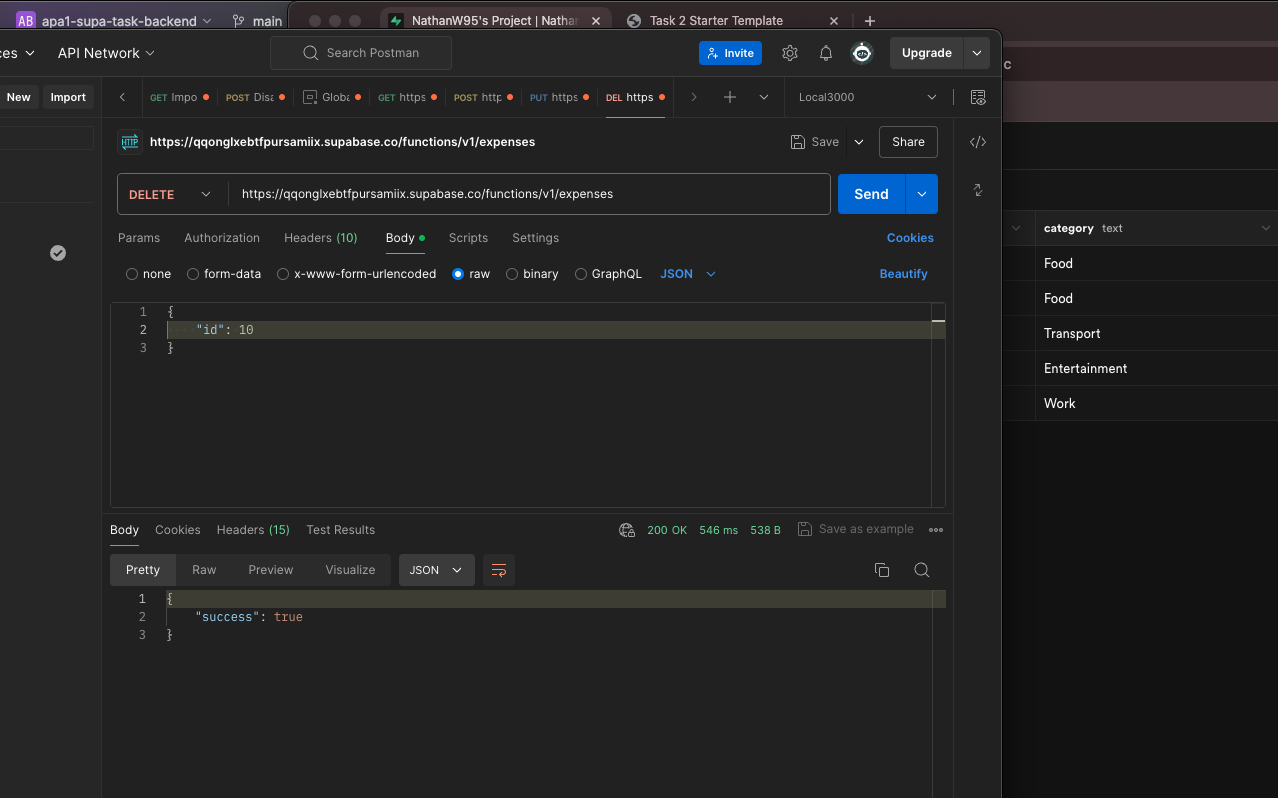 AB apa1-supa-task-backend main
NathanW95's Project | Nathan Task 2 Starter Template
ces API Network Search Postman Invite Upgrade
c
New Import GET Impo POST Disa Globa GET https POST http PUT https DEL https Local3000
HTTP https://qqonglxebtfpursamiix.supabase.co/functions/v1/expenses Save Share
DELETE https://qqonglxebtfpursamiix.supabase.co/functions/v1/expenses Send
Params Authorization Headers (10) Body Scripts Settings Cookies
none form-data x-www-form-urlencoded raw binary GraphQL JSON Beautify
1 {
2 "id": 10
3 }
category text
Food
Food
Transport
Entertainment
Work
Body Cookies Headers (15) Test Results 200 OK 546 ms 538 B Save as example
Pretty Raw Preview Visualize JSON
1 {
2 "success": true
3 }